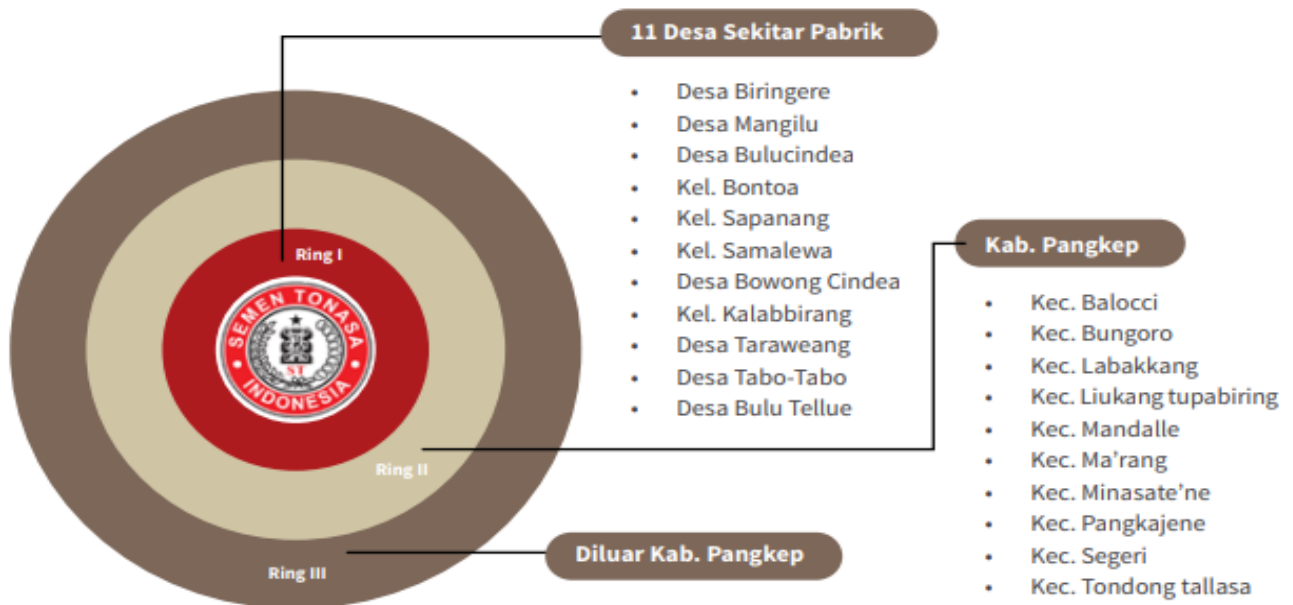 11 Desa Sekitar Pabrik
• Desa Biringere
• Desa Mangilu
• Desa Bulucindea
• Kel. Bontoa
• Kel. Sapanang
• Kel. Samalewa
• Desa Bowong Cindea
• Kel. Kalabbirang
• Desa Taraweang
• Desa Tabo-Tabo
• Desa Bulu Tellue
Kab. Pangkep
• Kec. Balocci
• Kec. Bungoro
• Kec. Labakkang
• Kec. Liukang tupabiring
• Kec. Mandalle
• Kec. Ma’rang
• Kec. Minasate’ne
• Kec. Pangkajene
• Kec. Segeri
• Kec. Tondong tallasa
Ring I
SEMEN TONASA
ST
INDONESIA
Ring II
Ring III
Diluar Kab. Pangkep